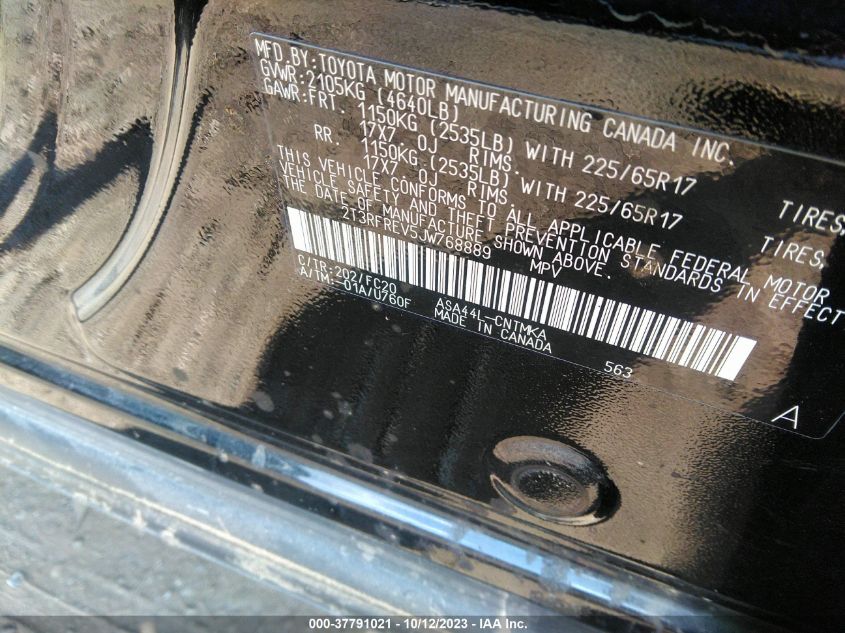 MFD.BY:TOYOTA MOTOR MANUFACTURING CANADA INC.
GVWR:2105KG (4640LB)
GAWR:FRT. 1150KG (2535LB) WITH 225/65R17 TIRES,
17X7 OJ RIMS.
RR. 1150KG (2535LB) WITH 225/65R17 TIRES,
17X7 OJ RIMS.
THIS VEHICLE CONFORMS TO ALL APPLICABLE FEDERAL MOTOR
VEHICLE SAFETY AND THEFT PREVENTION STANDARDS IN EFFECT
ON THE DATE OF MANUFACTURE SHOWN ABOVE.
2T3RFREV5JW768889 MPV
C/TR:202/FC20 ASA44L-CNTMKA
A/TM:-01A/U760F MADE IN CANADA 563
A
000-37791021 - 10/12/2023 - IAA Inc.